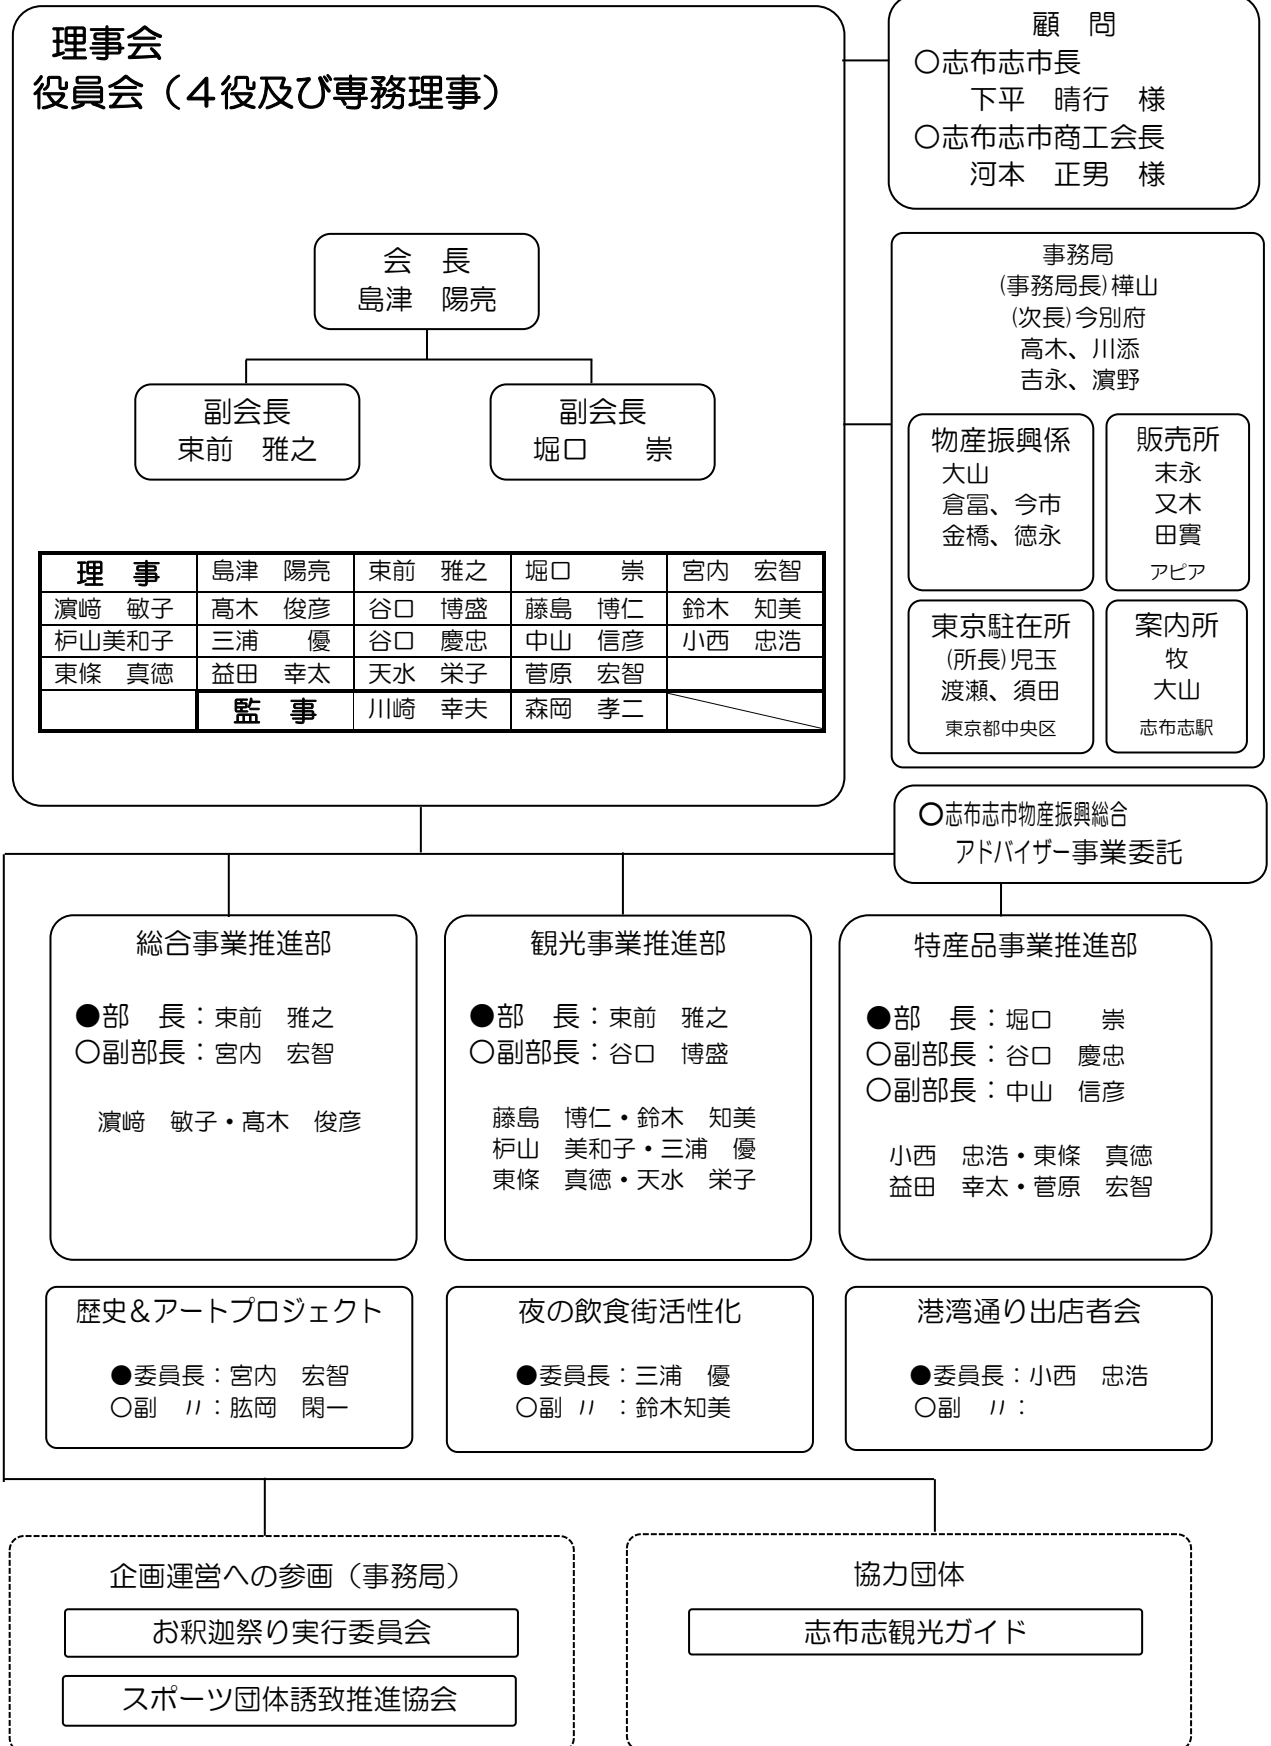 理事会
役員会（４役及び専務理事）
会　長
島津　陽亮
副会長
束前　雅之
副会長
堀口　　崇
理　事　島津　陽亮　束前　雅之　堀口　　崇　宮内　宏智
濵﨑　敏子　髙木　俊彦　谷口　博盛　藤島　博仁　鈴木　知美
枦山美和子　三浦　　優　谷口　慶忠　中山　信彦　小西　忠浩
東條　真徳　益田　幸太　天水　栄子　菅原　宏智
監　事　川崎　幸夫　森岡　孝二
顧　問
〇志布志市長
下平　晴行　様
〇志布志市商工会長
河本　正男　様
事務局
(事務局長)樺山
(次長)今別府
高木、川添
吉永、濵野
物産振興係
大山
倉冨、今市
金橋、徳永
販売所
末永
又木
田實
アピア
東京駐在所
(所長)児玉
渡瀬、須田
東京都中央区
案内所
牧
大山
志布志駅
〇志布志市物産振興総合
アドバイザー事業委託
総合事業推進部
●部　長：束前　雅之
〇副部長：宮内　宏智
濵﨑　敏子・髙木　俊彦
観光事業推進部
●部　長：束前　雅之
〇副部長：谷口　博盛
藤島　博仁・鈴木　知美
枦山　美和子・三浦　優
東條　真徳・天水　栄子
特産品事業推進部
●部　長：堀口　　崇
〇副部長：谷口　慶忠
〇副部長：中山　信彦
小西　忠浩・東條　真徳
益田　幸太・菅原　宏智
歴史＆アートプロジェクト
●委員長：宮内　宏智
〇副　〃：肱岡　閑一
夜の飲食街活性化
●委員長：三浦　優
〇副　〃　：鈴木知美
港湾通り出店者会
●委員長：小西　忠浩
〇副　〃：
企画運営への参画（事務局）
お釈迦祭り実行委員会
スポーツ団体誘致推進協会
協力団体
志布志観光ガイド